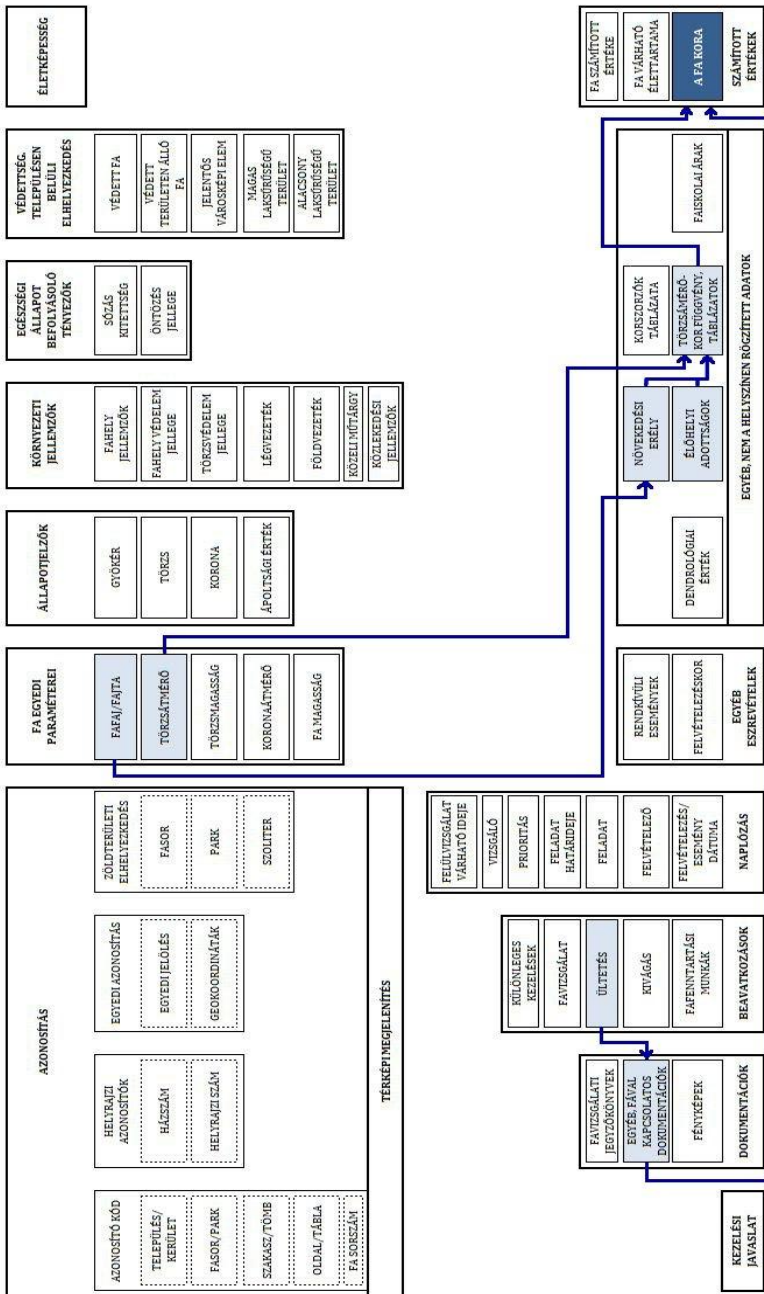 AZONOSÍTÁS
AZONOSÍTÓ KÓD
TELEPÜLÉS/
KERÜLET
FASOR/PARK
SZAKASZ/TÖMB
OLDAL/TÁBLA
FA SORSZÁM
HELYRAJZI
AZONOSÍTÓK
HÁZSZÁM
HELYRAJZI SZÁM
EGYEDI AZONOSÍTÁS
EGYEDI JELÖLÉS
GEOKOORDINÁTÁK
ZÖLDTERÜLETI
ELHELYEZKEDÉS
FASOR
PARK
SZOLITER
TÉRKÉPI MEGJELENÍTÉS
FA EGYEDI
PARAMÉTEREI
FAFAJ/FAJTA
TÖRZSÁTMÉRŐ
TÖRZSMAGASSÁG
KORONAÁTMÉRŐ
FA MAGASSÁG
ÁLLAPOTJELZŐK
GYÖKÉR
TÖRZS
KORONA
ÁPOLTSÁGI ÉRTÉK
KÖRNYEZETI
JELLEMZŐK
FAHELY
JELLEMZŐK
FAHELY VÉDELEM
JELLEGE
TÖRZSVÉDELEM
JELLEGE
LÉGVEZETÉK
FÖLDVEZETÉK
KÖZELI MŰTÁRGY
KÖZLEKEDÉSI
JELLEMZŐK
EGÉSZSÉGI
ÁLLAPOT
BEFOLYÁSOLÓ
TÉNYEZŐK
SÓZÁS
KITETTSÉG
ÖNTÖZÉS
JELLEGE
VÉDETTSÉG,
TELEPÜLÉSEN
BELÜLI
ELHELYEZKEDÉS
VÉDETT FA
VÉDETT
TERÜLETEN ÁLLÓ
FA
JELENTŐS
VÁROSKÉPI ELEM
MAGAS
LAKSŰRŰSÉGŰ
TERÜLET
ALACSONY
LAKSŰRŰSÉGŰ
TERÜLET
ÉLETKÉPESSÉG
KEZELÉSI
JAVASLAT
FAVIZSGÁLATI
JEGYZŐKÖNYVEK
EGYÉB, FÁVAL
KAPCSOLATOS
DOKUMENTÁCIÓK
FÉNYKÉPEK
DOKUMENTÁCIÓK
KÜLÖNLEGES
KEZELÉSEK
FAVIZSGÁLAT
ÜLTETÉS
KIVÁGÁS
FAFENNTARTÁSI
MUNKÁK
BEAVATKOZÁSOK
FELÜLVIZSGÁLAT
VÁRHATÓ IDEJE
VIZSGÁLÓ
PRIORITÁS
FELADAT
HATÁRIDEJE
FELADAT
FELVÉTELEZŐ
FELVÉTELEZÉS/
ESEMÉNY
DÁTUMA
NAPLÓZÁS
RENDKÍVÜLI
ESEMÉNYEK
FELVÉTELEZÉSKOR
EGYÉB
ESZREVÉTELEK
DENDROLÓGIAI
ÉRTÉK
NÖVEKEDÉSI
ERÉLY
ÉLŐHELYI
ADOTTSÁGOK
KORSZORZÓK
TÁBLÁZATA
TÖRZSÁMÉRŐ-
KOR FÜGGVÉNY,
TÁBLÁZATOK
FAISKOLAI ÁRAK
EGYÉB, NEM A HELYSZÍNEN RÖGZÍTETT ADATOK
FA SZÁMÍTOTT
ÉRTÉKE
FA VÁRHATÓ
ÉLETTARTAMA
A FA KORA
SZÁMÍTOTT
ÉRTÉKEK